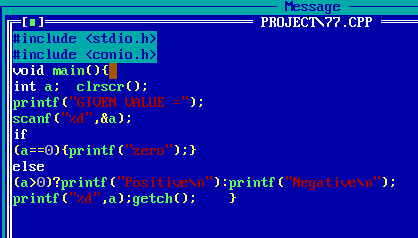 Message
[■] PROJECT\77.CPP
#include <stdio.h>
#include <conio.h>
void main(){
int a;  clrscr();
printf("GIVEN VALUE =");
scanf("%d",&a);
if
(a==0){printf("zero");}
else
(a>0)?printf("Positive\n"):printf("Negative\n");
printf("%d",a);getch();    }